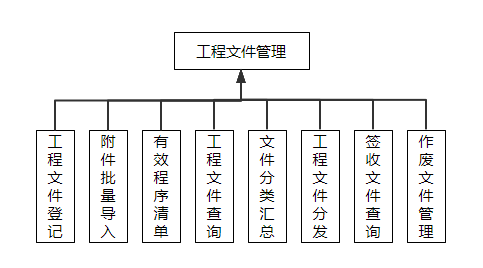 工程文件管理
工程文件登记
附件批量导入
有效程序清单
工程文件查询
文件分类汇总
工程文件分发
签收文件查询
作废文件管理